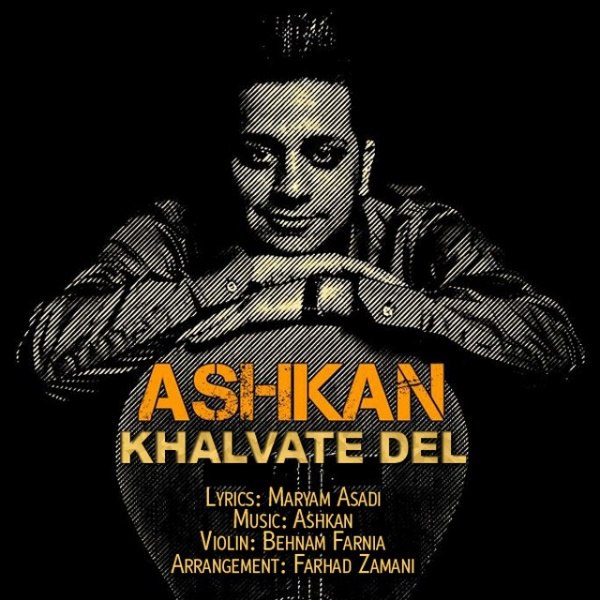 ASHKAN
KHALVATE DEL
LYRICS: MARYAM ASADI
MUSIC: ASHKAN
VIOLIN: BEHNAM FARNIA
ARRANGEMENT: FARHAD ZAMANI